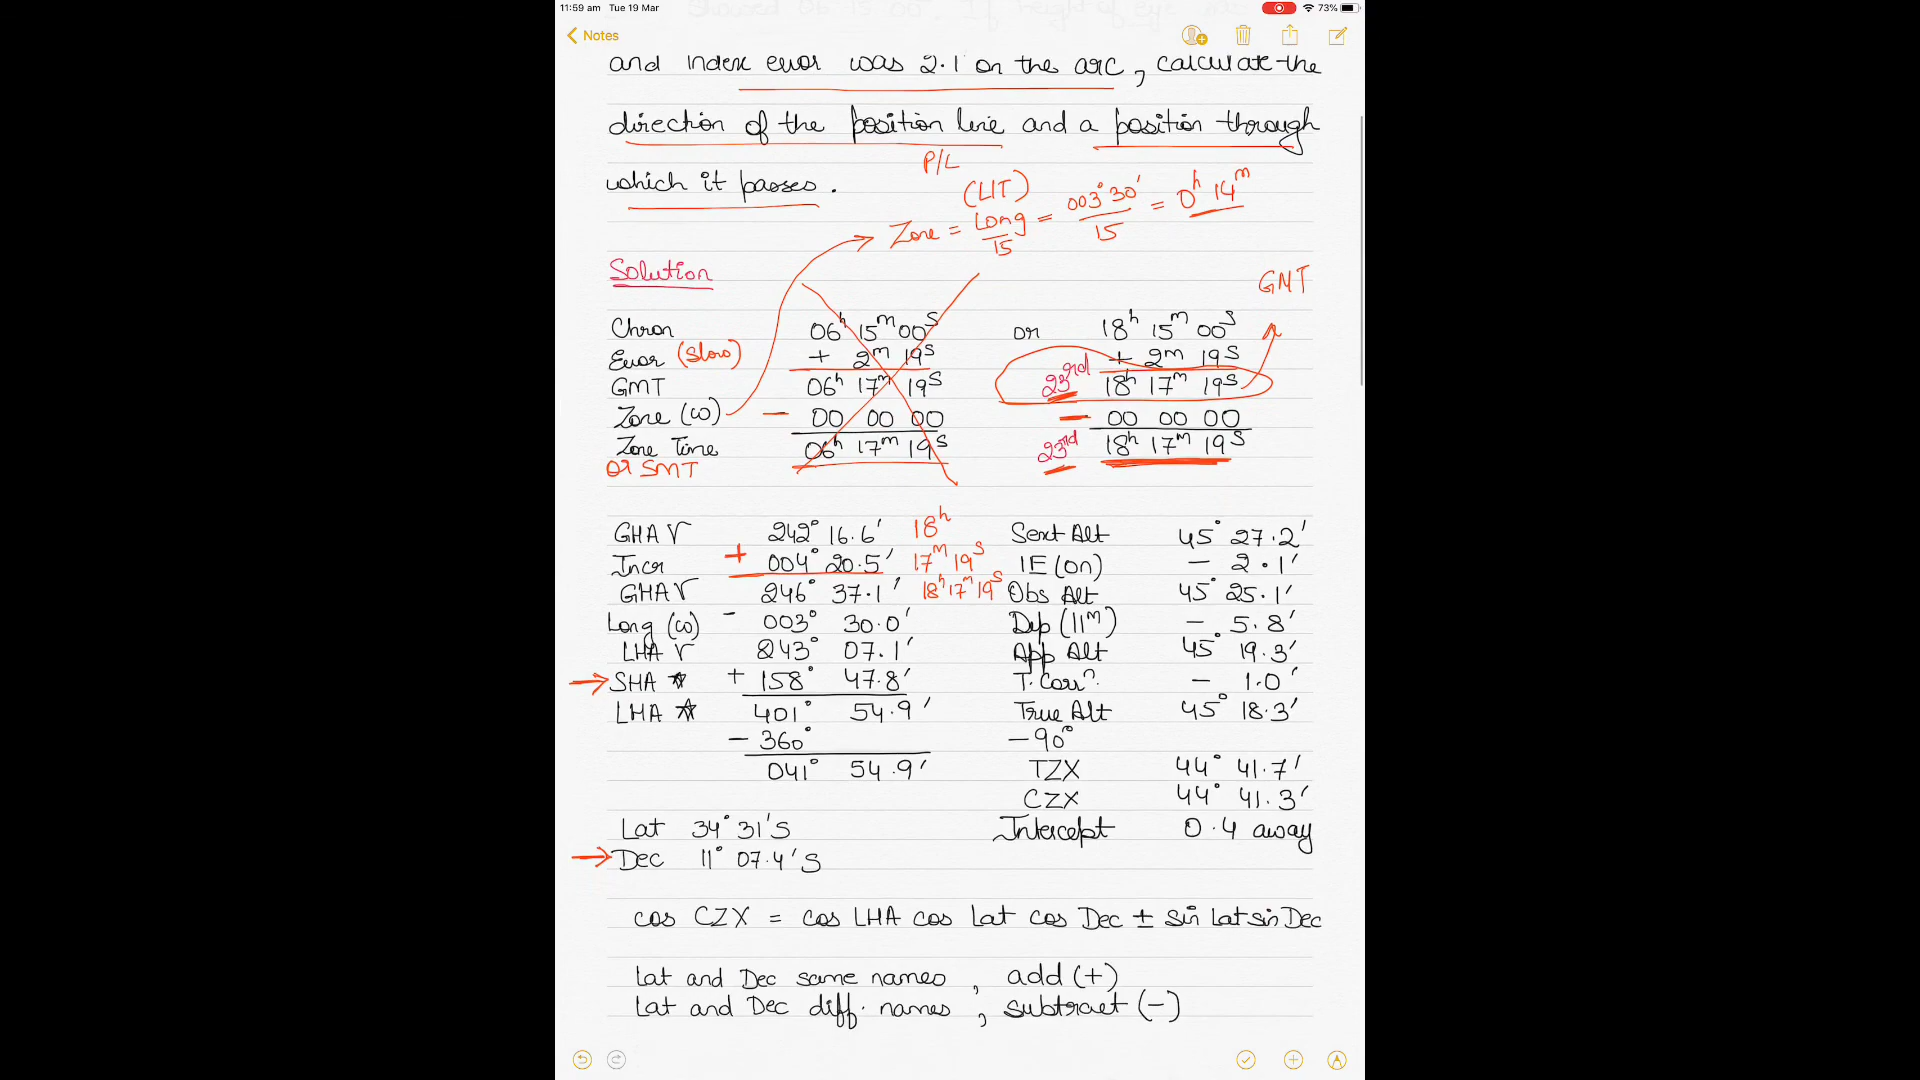 11:59 am Tue 19 Mar
73%
Notes
and index error was 2.1 on the arc, calculate the
direction of the position line and a position through
P/L
which it passes.
(LIT)
Zone = Long/15 = 003° 30'/15 = 0h 14m
Solution
GMT
Chron 06h 15m 00s or 18h 15m 00s
Error (Slow) + 2m 19s + 2m 19s
GMT 06h 17m 19s 23rd 18h 17m 19s
Zone (W) - 00 00 00 - 00 00 00
Zone Time 06h 17m 19s 23rd 18h 17m 19s
or SMT
GHA ♈ 242° 16.6' 18h Sext Alt 45° 27.2'
Incr + 004° 20.5' 17m 19s IE (on) - 2.1'
GHA ♈ 246° 37.1' 18h 17m 19s Obs Alt 45° 25.1'
Long (W) - 003° 30.0' Dip (11m) - 5.8'
LHA ♈ 243° 07.1' App Alt 45° 19.3'
→ SHA ☆ + 158° 47.8' T. Corrn. - 1.0'
LHA ☆ 401° 54.9' True Alt 45° 18.3'
- 360° -90°
041° 54.9' TZX 44° 41.7'
CZX 44° 41.3'
Lat 34° 31'S Intercept 0.4 away
→ Dec 11° 07.4'S
cos CZX = cos LHA cos Lat cos Dec ± sin Lat sin Dec
Lat and Dec same names, add (+)
Lat and Dec diff. names, subtract (-)